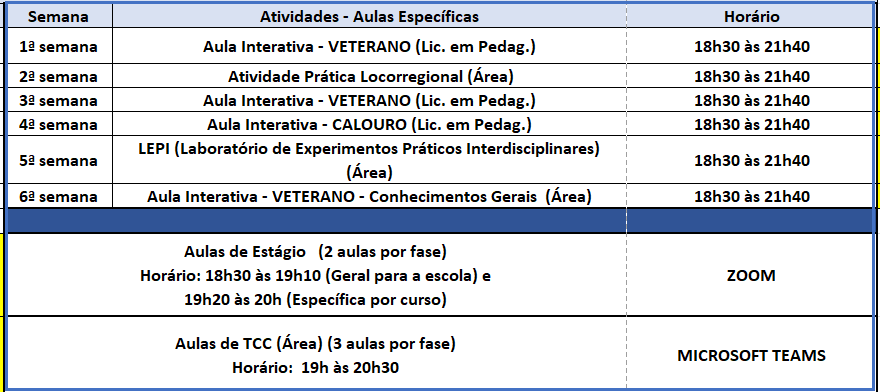 Semana Atividades - Aulas Específicas Horário
1ª semana Aula Interativa - VETERANO (Lic. em Pedag.) 18h30 às 21h40
2ª semana Atividade Prática Locorregional (Área) 18h30 às 21h40
3ª semana Aula Interativa - VETERANO (Lic. em Pedag.) 18h30 às 21h40
4ª semana Aula Interativa - CALOURO (Lic. em Pedag.) 18h30 às 21h40
5ª semana LEPI (Laboratório de Experimentos Práticos Interdisciplinares)
(Área) 18h30 às 21h40
6ª semana Aula Interativa - VETERANO - Conhecimentos Gerais (Área) 18h30 às 21h40
Aulas de Estágio (2 aulas por fase)
Horário: 18h30 às 19h10 (Geral para a escola) e
19h20 às 20h (Específica por curso)
ZOOM
Aulas de TCC (Área) (3 aulas por fase)
Horário: 19h às 20h30
MICROSOFT TEAMS